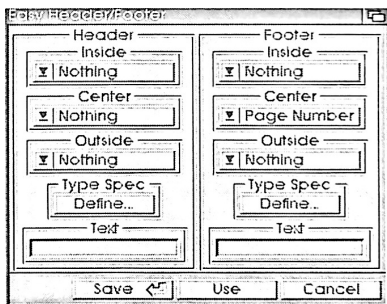 Easy Header/Footer
Header Footer
Inside Inside
Nothing Nothing
Center Center
Nothing Page Number
Outside Outside
Nothing Nothing
Type Spec Type Spec
Define... Define...
Text Text
Save Use Cancel